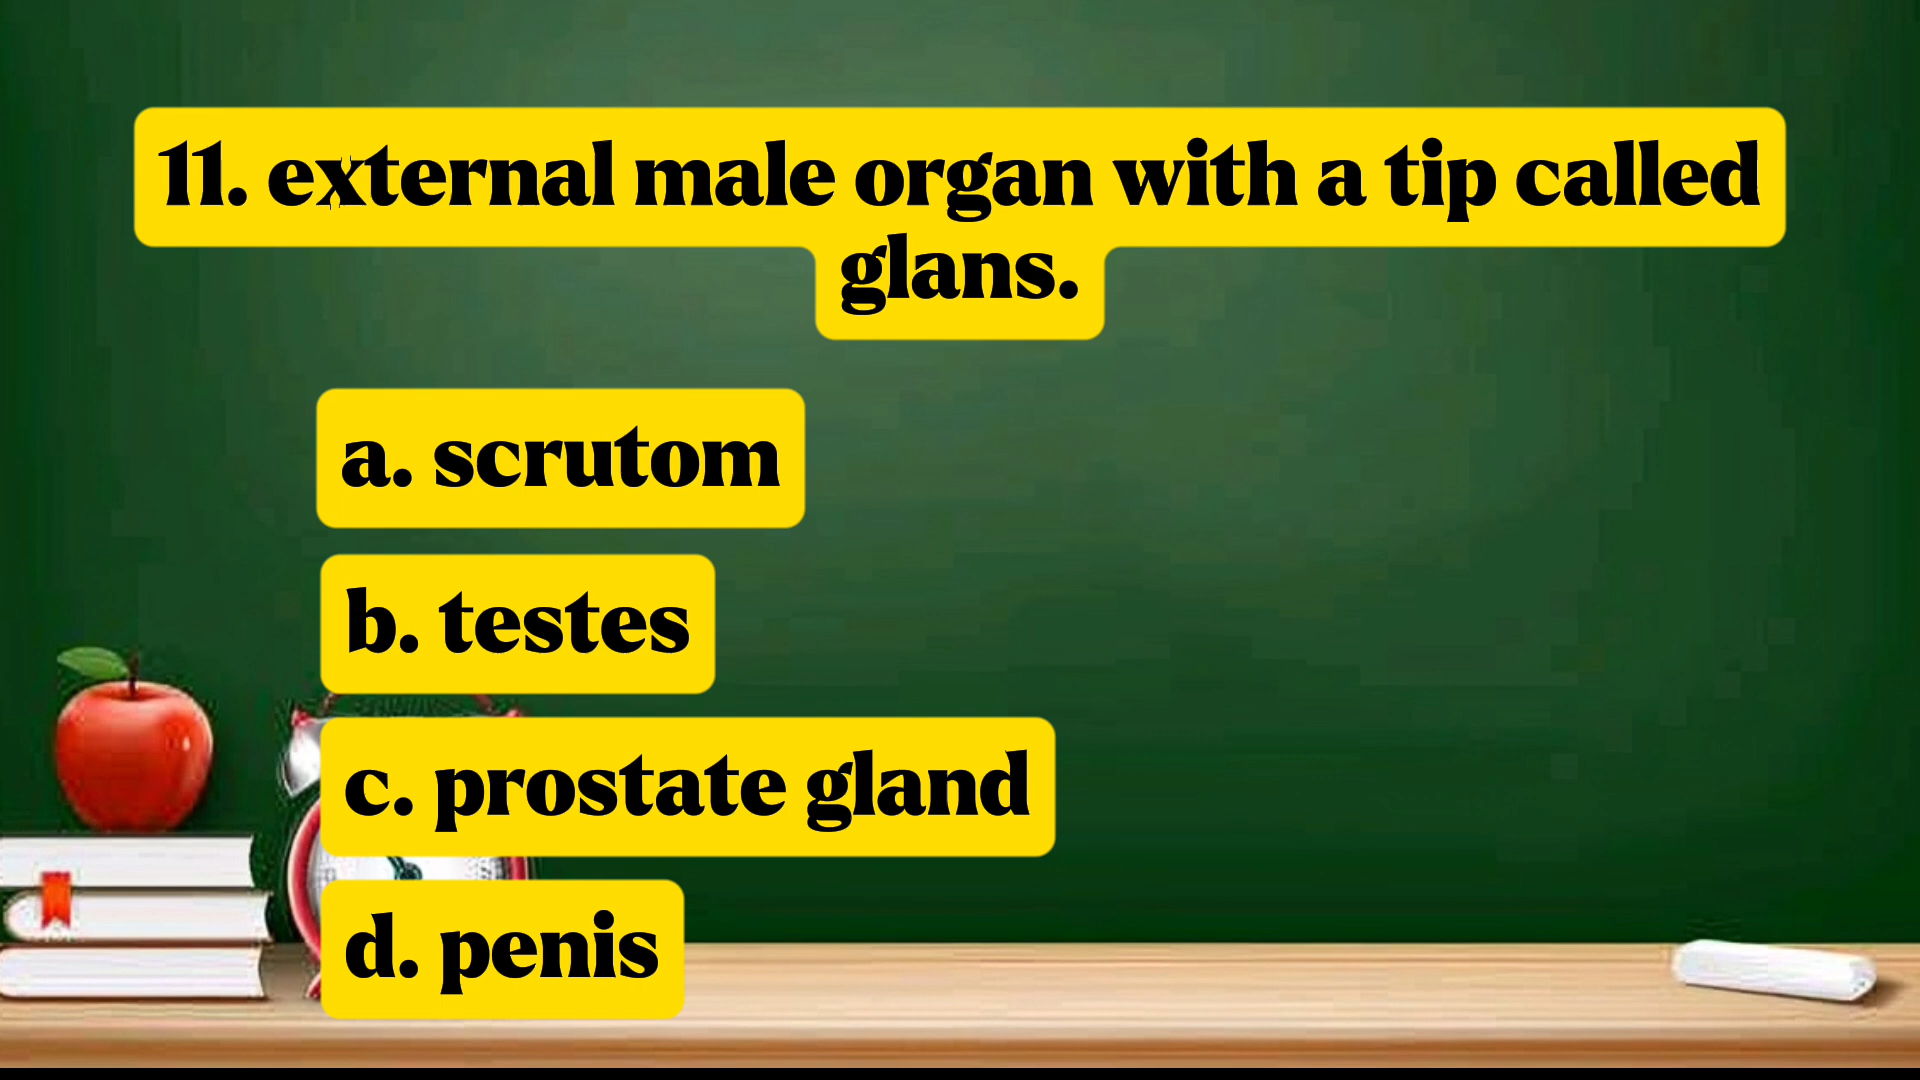 11. external male organ with a tip called
glans.
a. scrutom
b. testes
c. prostate gland
d. penis